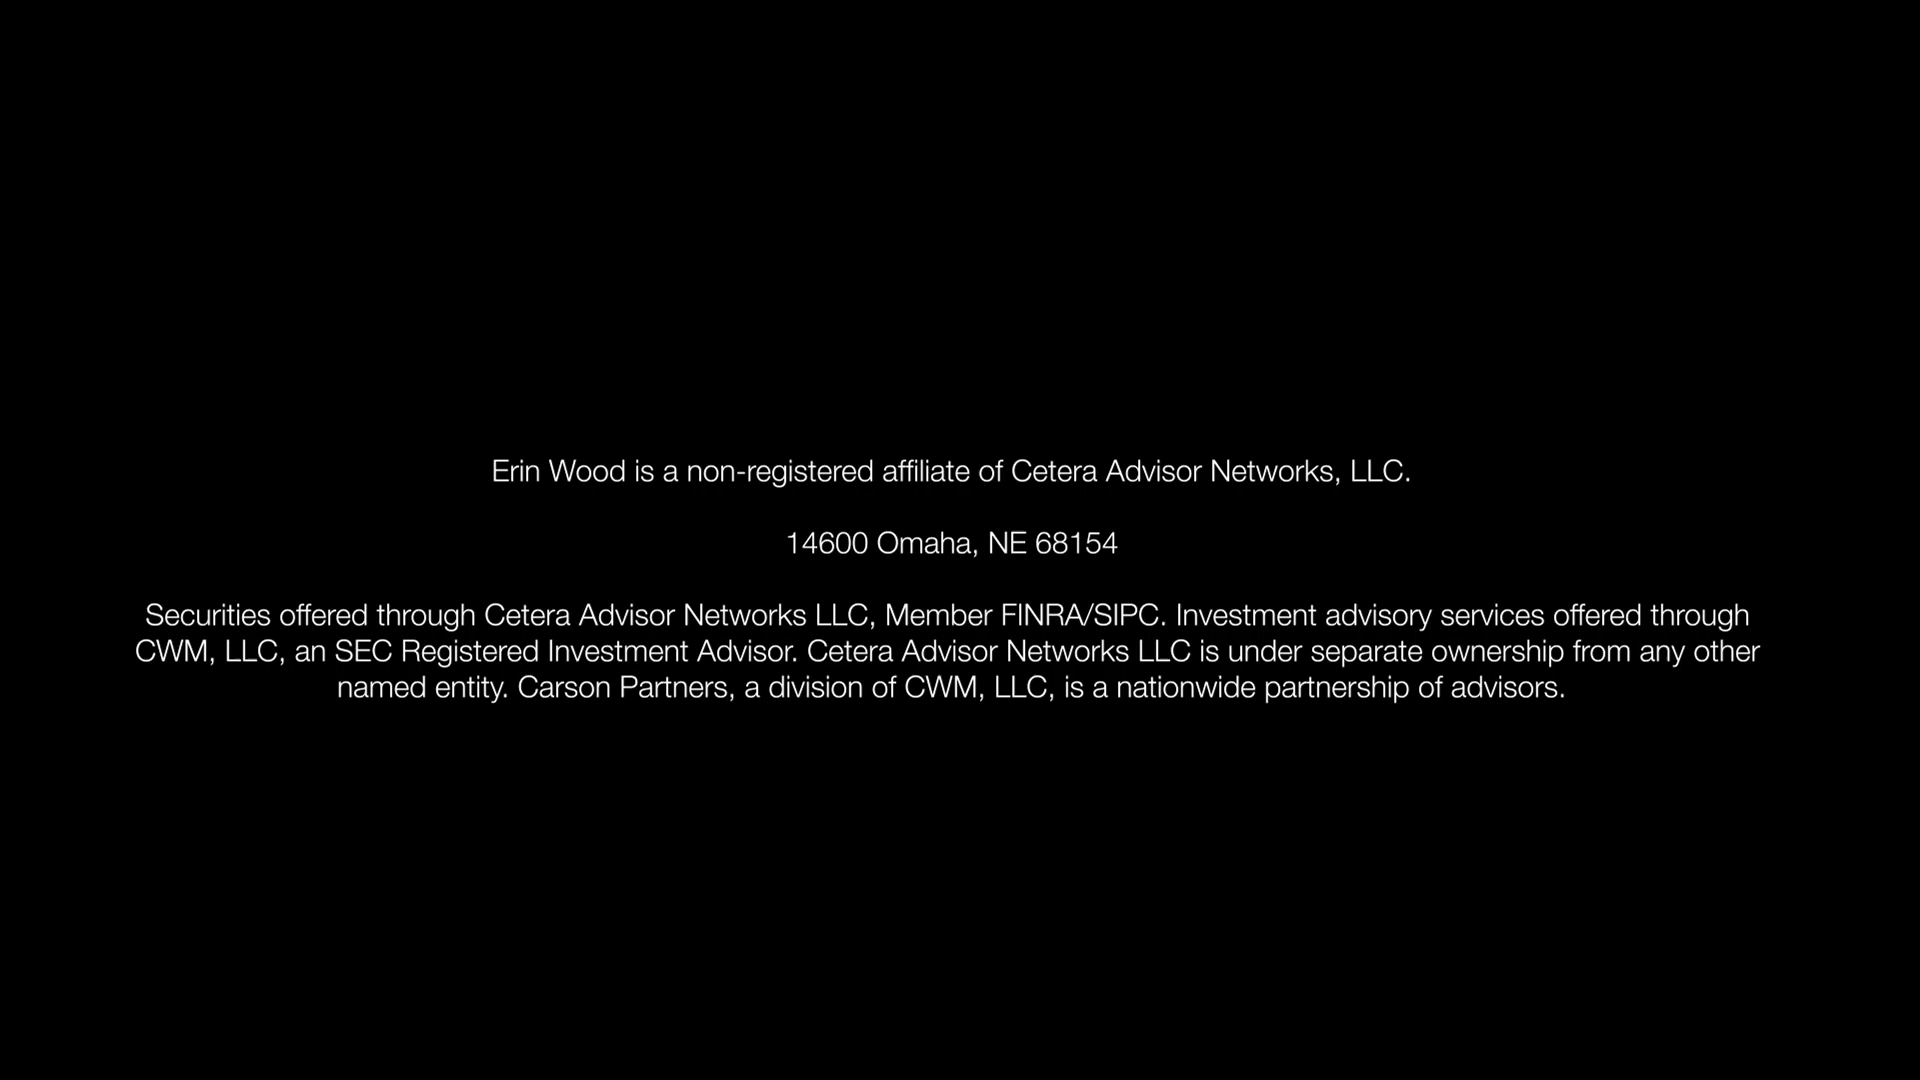 Erin Wood is a non-registered affiliate of Cetera Advisor Networks, LLC.
14600 Omaha, NE 68154
Securities offered through Cetera Advisor Networks LLC, Member FINRA/SIPC. Investment advisory services offered through
CWM, LLC, an SEC Registered Investment Advisor. Cetera Advisor Networks LLC is under separate ownership from any other
named entity. Carson Partners, a division of CWM, LLC, is a nationwide partnership of advisors.